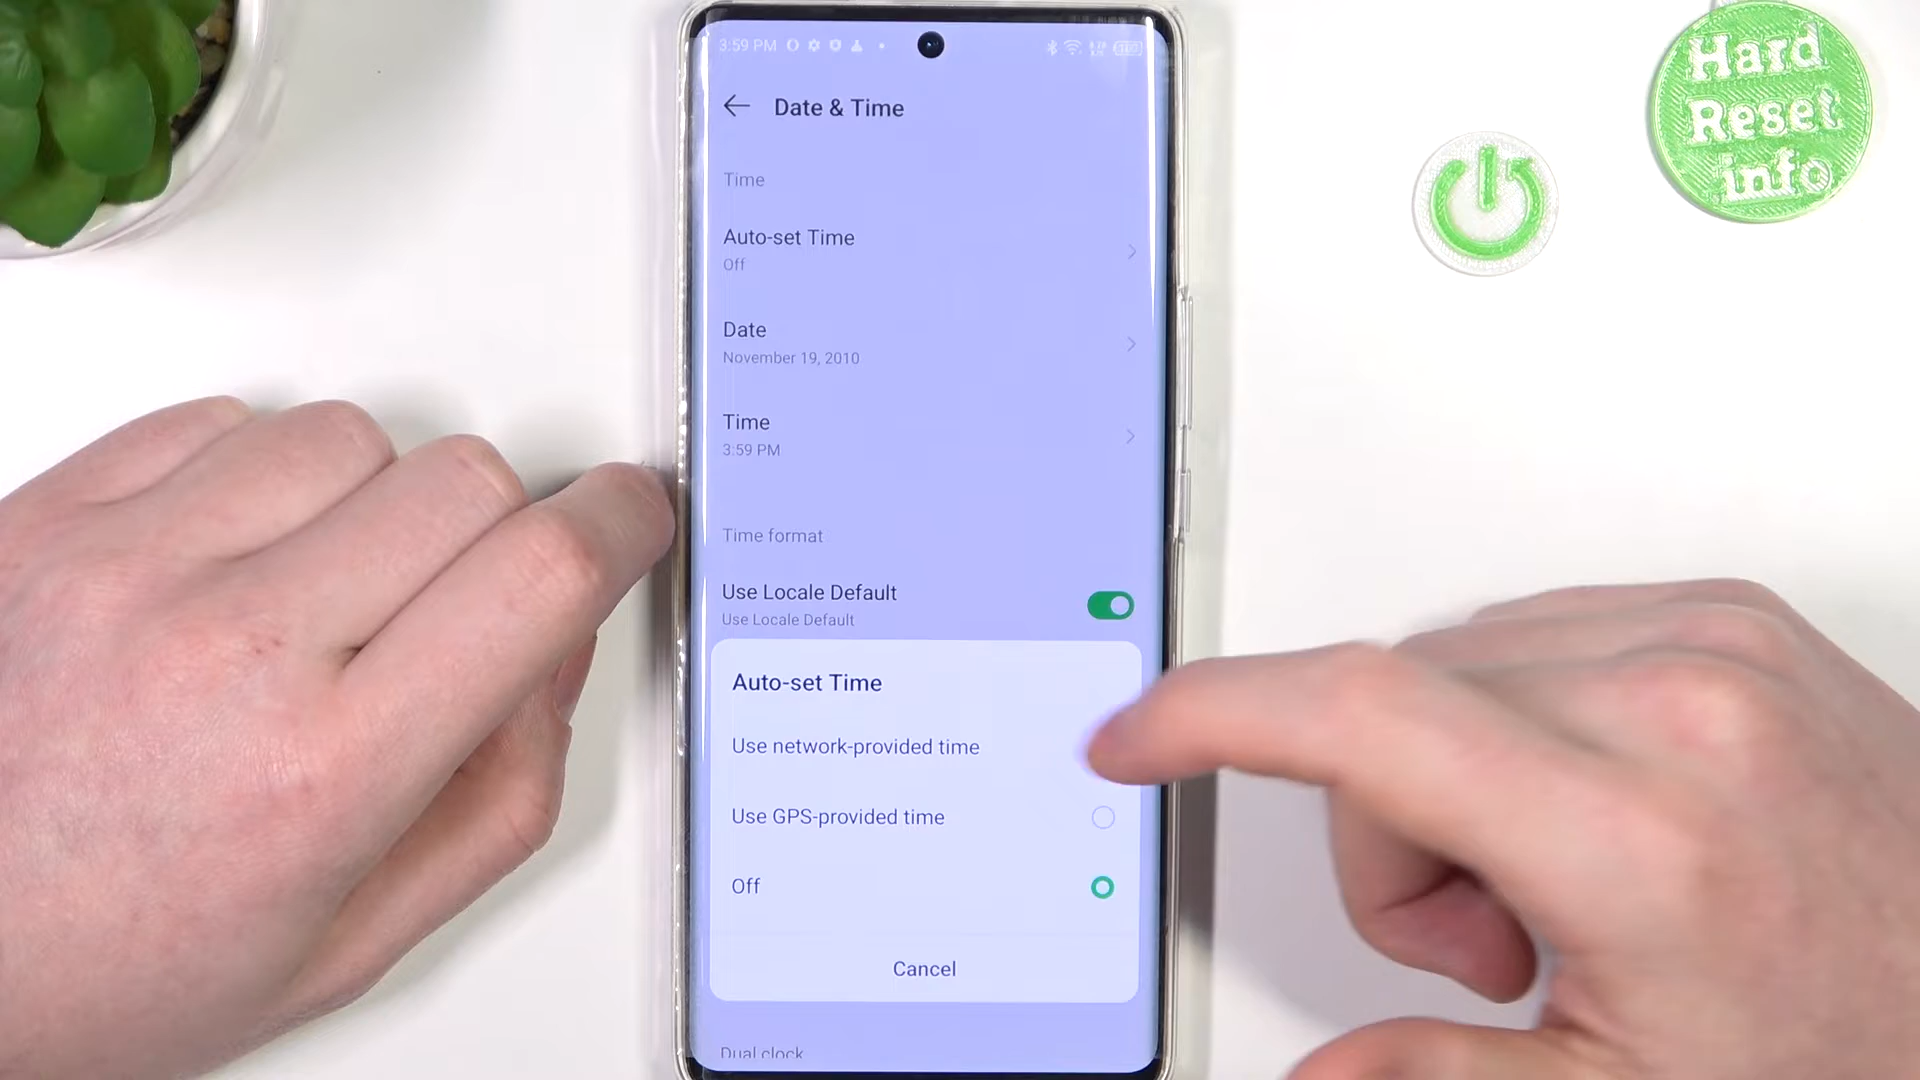 3:59 PM
Date & Time
Time
Auto-set Time
Off
Date
November 19, 2010
Time
3:59 PM
Time format
Use Locale Default
Use Locale Default
Auto-set Time
Use network-provided time
Use GPS-provided time
Off
Cancel
Dual clock
Hard
Reset
info